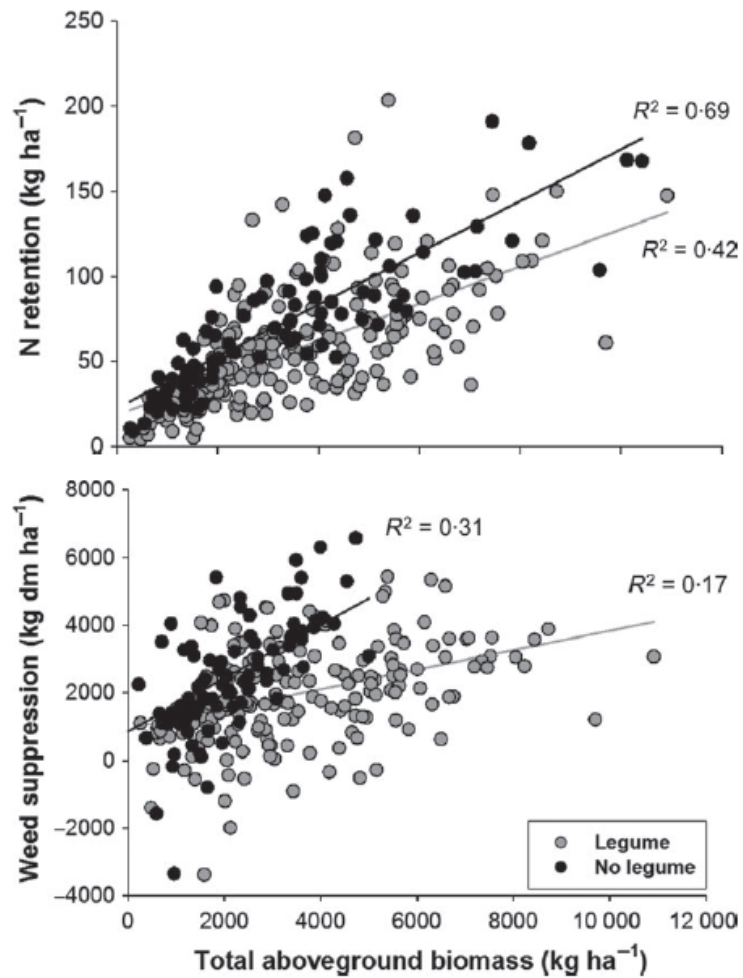 250
200
150
100
50
0
N retention (kg ha⁻¹)
R² = 0·69
R² = 0·42
8000
6000
4000
2000
0
–2000
–4000
Weed suppression (kg dm ha⁻¹)
R² = 0·31
R² = 0·17
Legume
No legume
0 2000 4000 6000 8000 10 000 12 000
Total aboveground biomass (kg ha⁻¹)